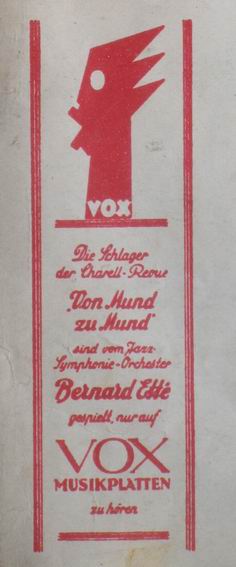 VOX
Die Schlager
der Charell-Revue
"Von Mund
zu Mund"
sind vom Jazz-
Symphonie-Orchester
Bernard Etté
gespielt, nur auf
VOX
MUSIKPLATTEN
zu hören